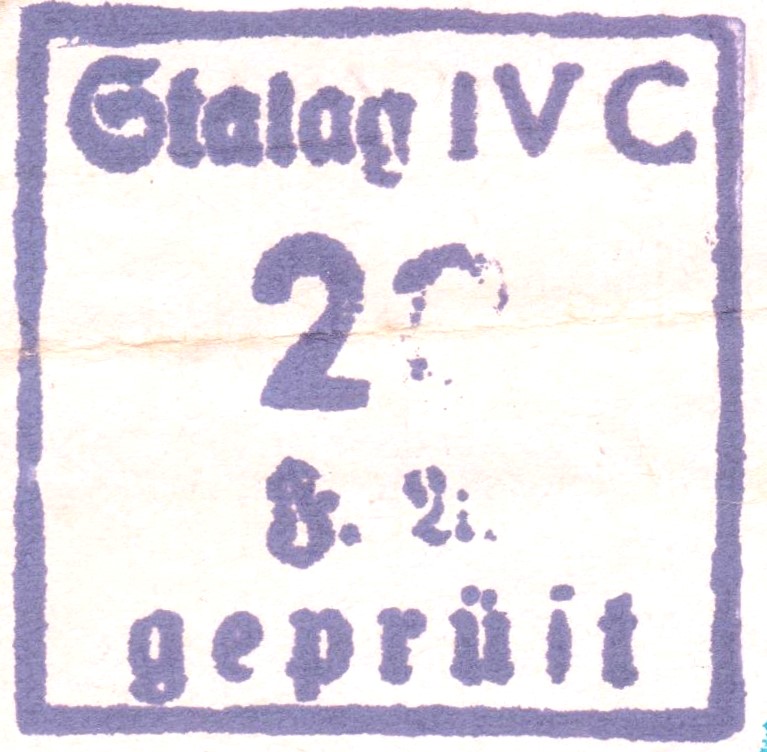 Stalag IV C
2
F. A.
geprüft